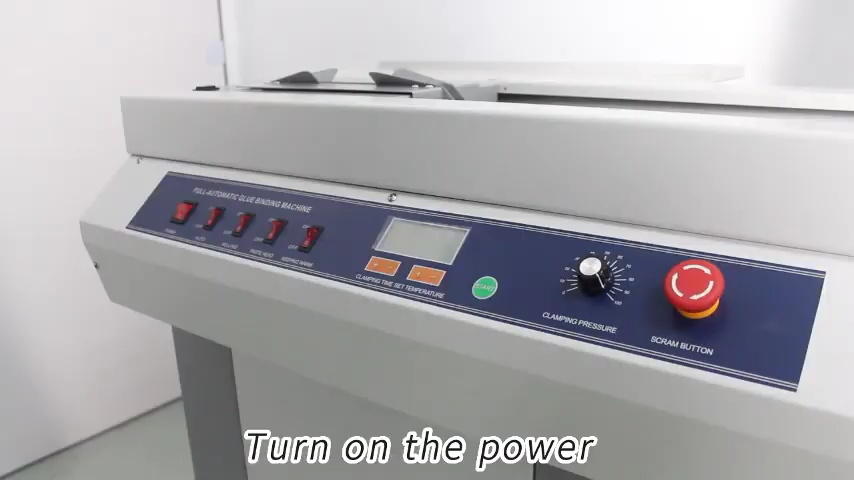 FULL-AUTOMATIC GLUE BINDING MACHINE
CLAMPING TIME SET TEMPERATURE
START
CLAMPING PRESSURE
SCRAM BUTTON
Turn on the power